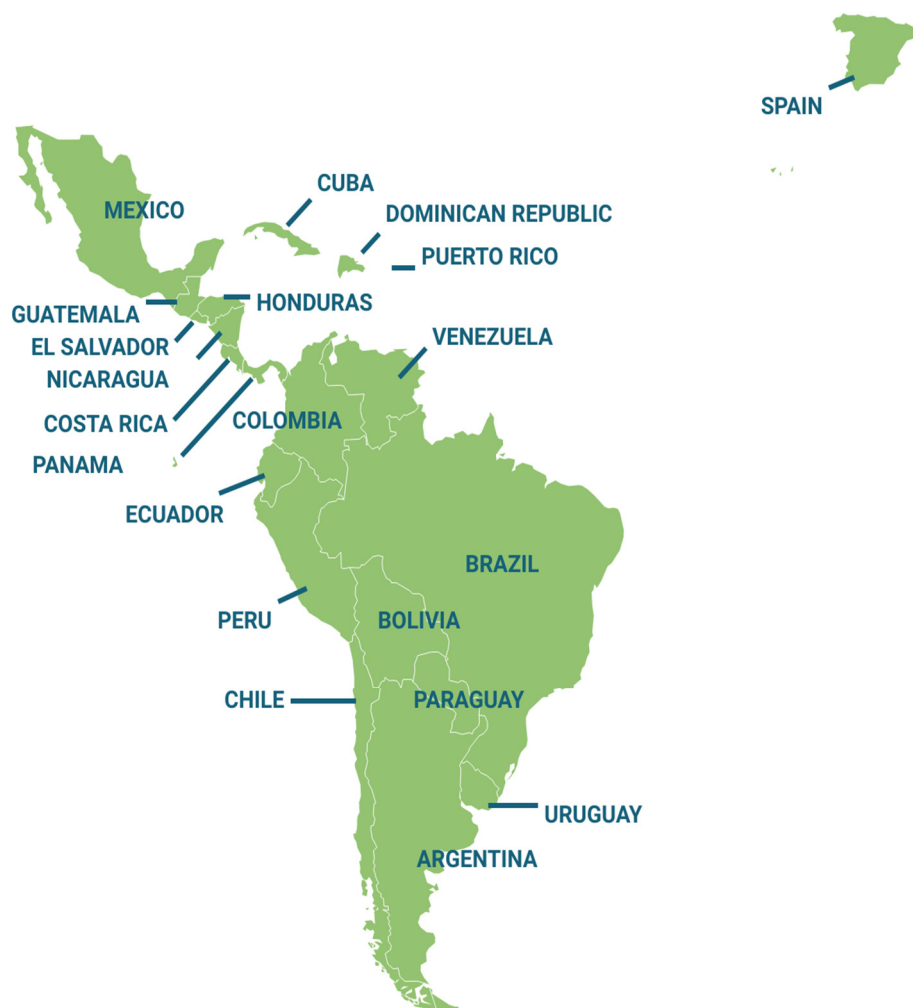 SPAIN
CUBA
MEXICO
DOMINICAN REPUBLIC
PUERTO RICO
HONDURAS
GUATEMALA
VENEZUELA
EL SALVADOR
NICARAGUA
COSTA RICA
COLOMBIA
PANAMA
ECUADOR
BRAZIL
PERU
BOLIVIA
CHILE
PARAGUAY
URUGUAY
ARGENTINA